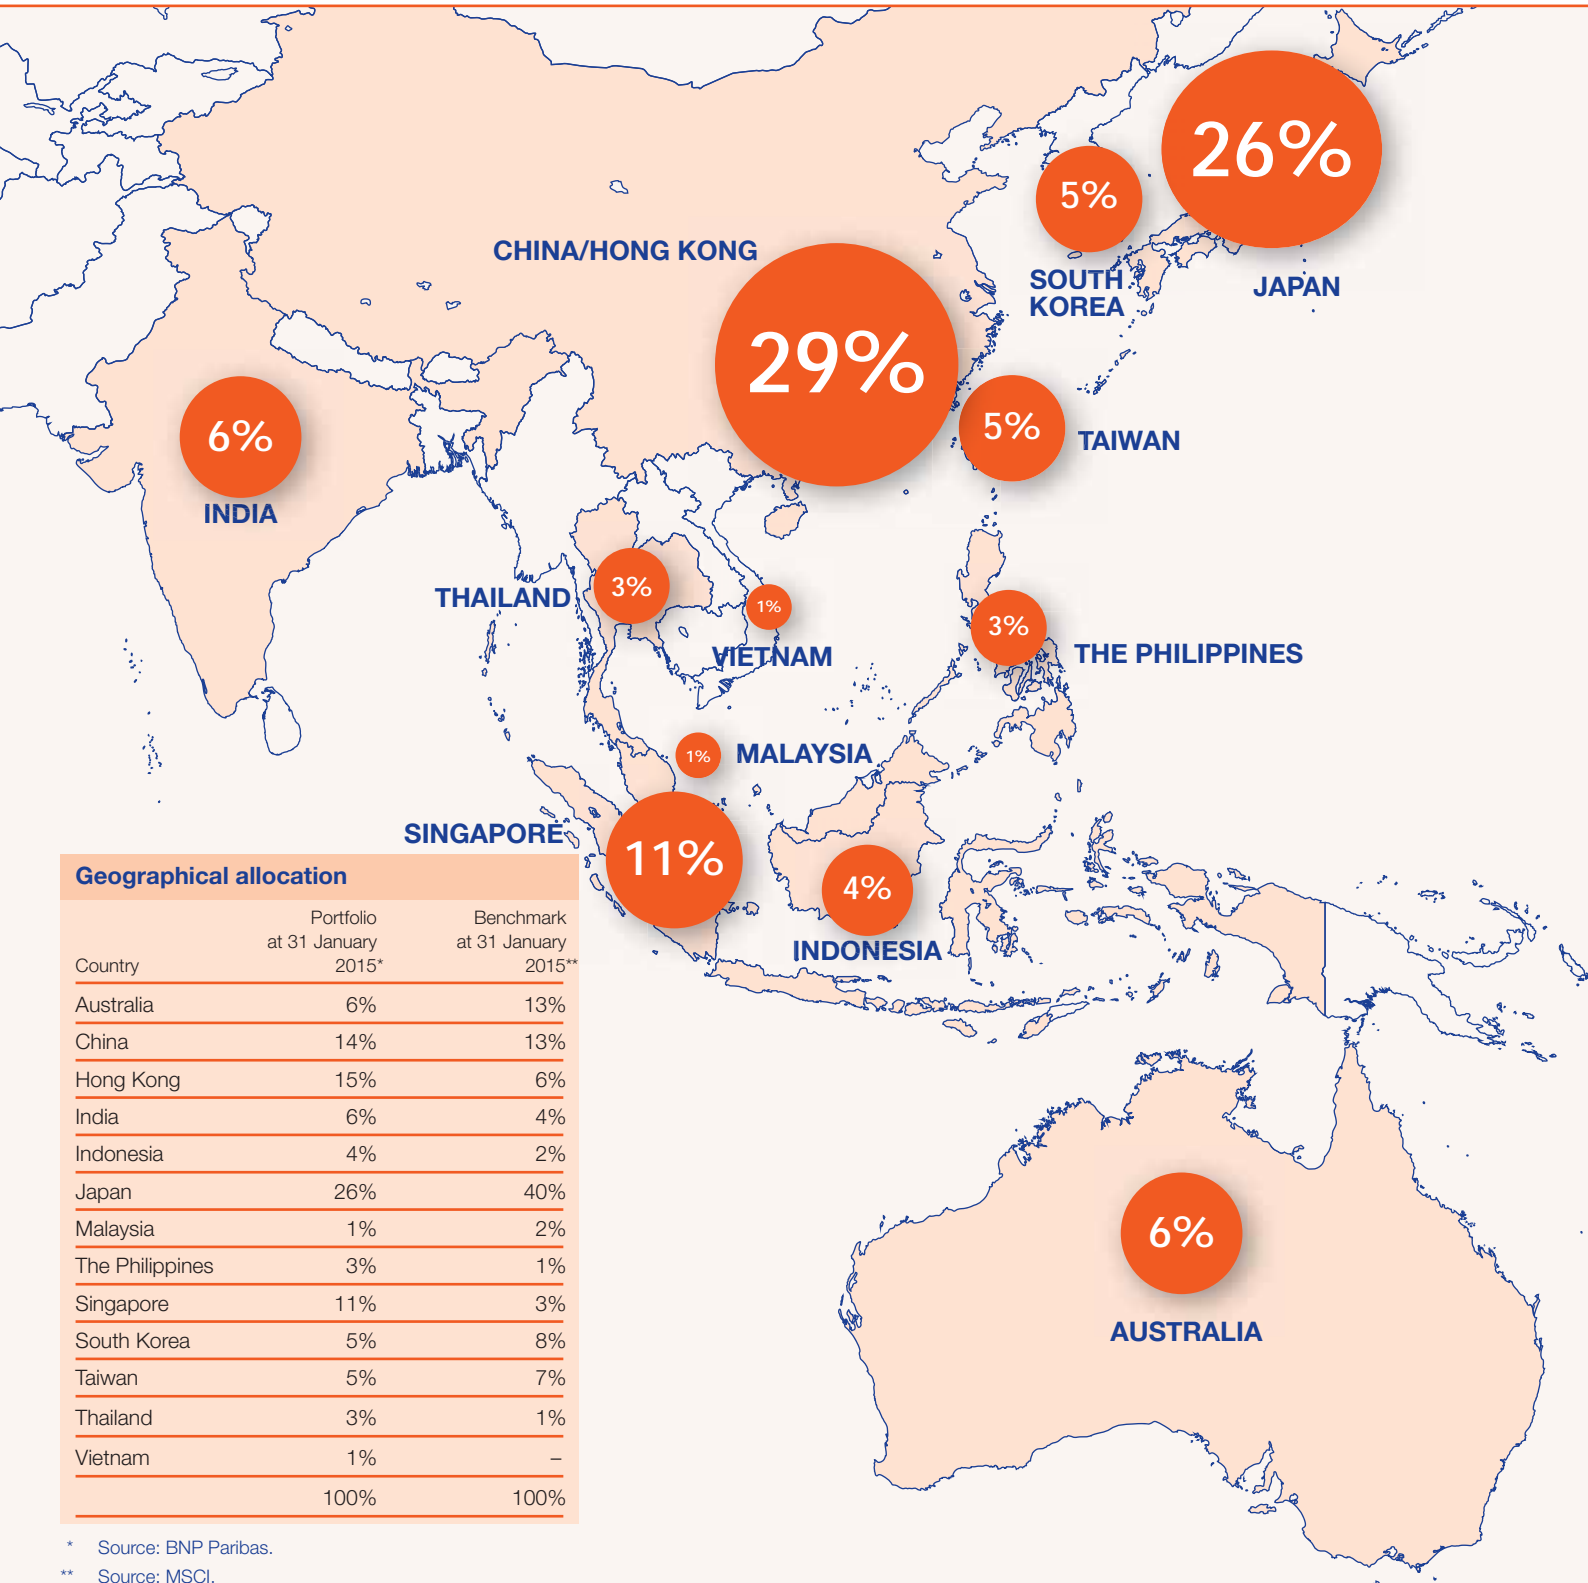 26%
5%
CHINA/HONG KONG
SOUTH
KOREA
JAPAN
29%
6%
5%
TAIWAN
INDIA
THAILAND
3%
1%
3%
VIETNAM
THE PHILIPPINES
1%
MALAYSIA
SINGAPORE
11%
4%
INDONESIA
6%
AUSTRALIA
Geographical allocation
Portfolio Benchmark
at 31 January at 31 January
Country 2015* 2015**
Australia 6% 13%
China 14% 13%
Hong Kong 15% 6%
India 6% 4%
Indonesia 4% 2%
Japan 26% 40%
Malaysia 1% 2%
The Philippines 3% 1%
Singapore 11% 3%
South Korea 5% 8%
Taiwan 5% 7%
Thailand 3% 1%
Vietnam 1% –
100% 100%
* Source: BNP Paribas.
** Source: MSCI.